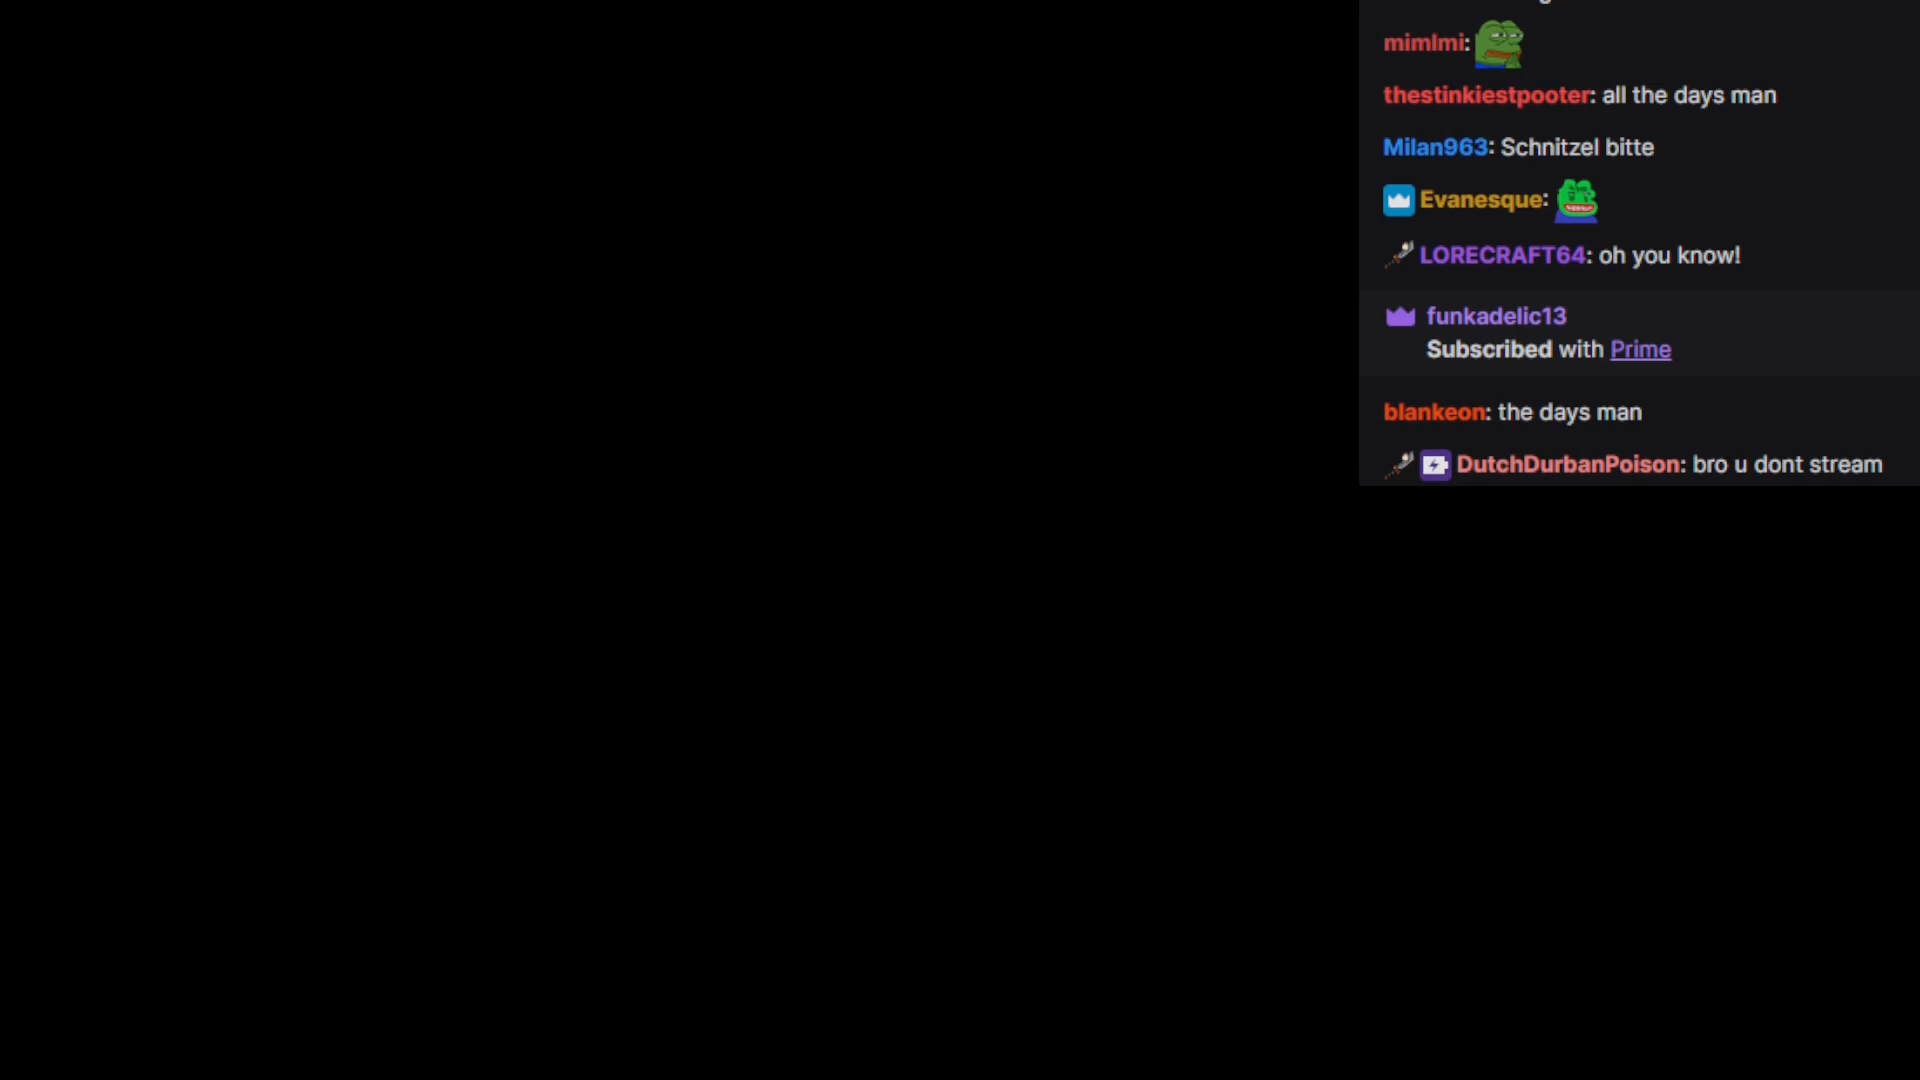 mimlmi:
thestinkiestpooter: all the days man
Milan963: Schnitzel bitte
Evanesque:
LORECRAFT64: oh you know!
funkadelic13
Subscribed with Prime
blankeon: the days man
DutchDurbanPoison: bro u dont stream